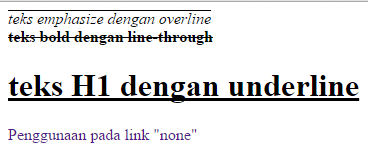 teks emphasize dengan overline
teks bold dengan line-through
teks H1 dengan underline
Penggunaan pada link "none"